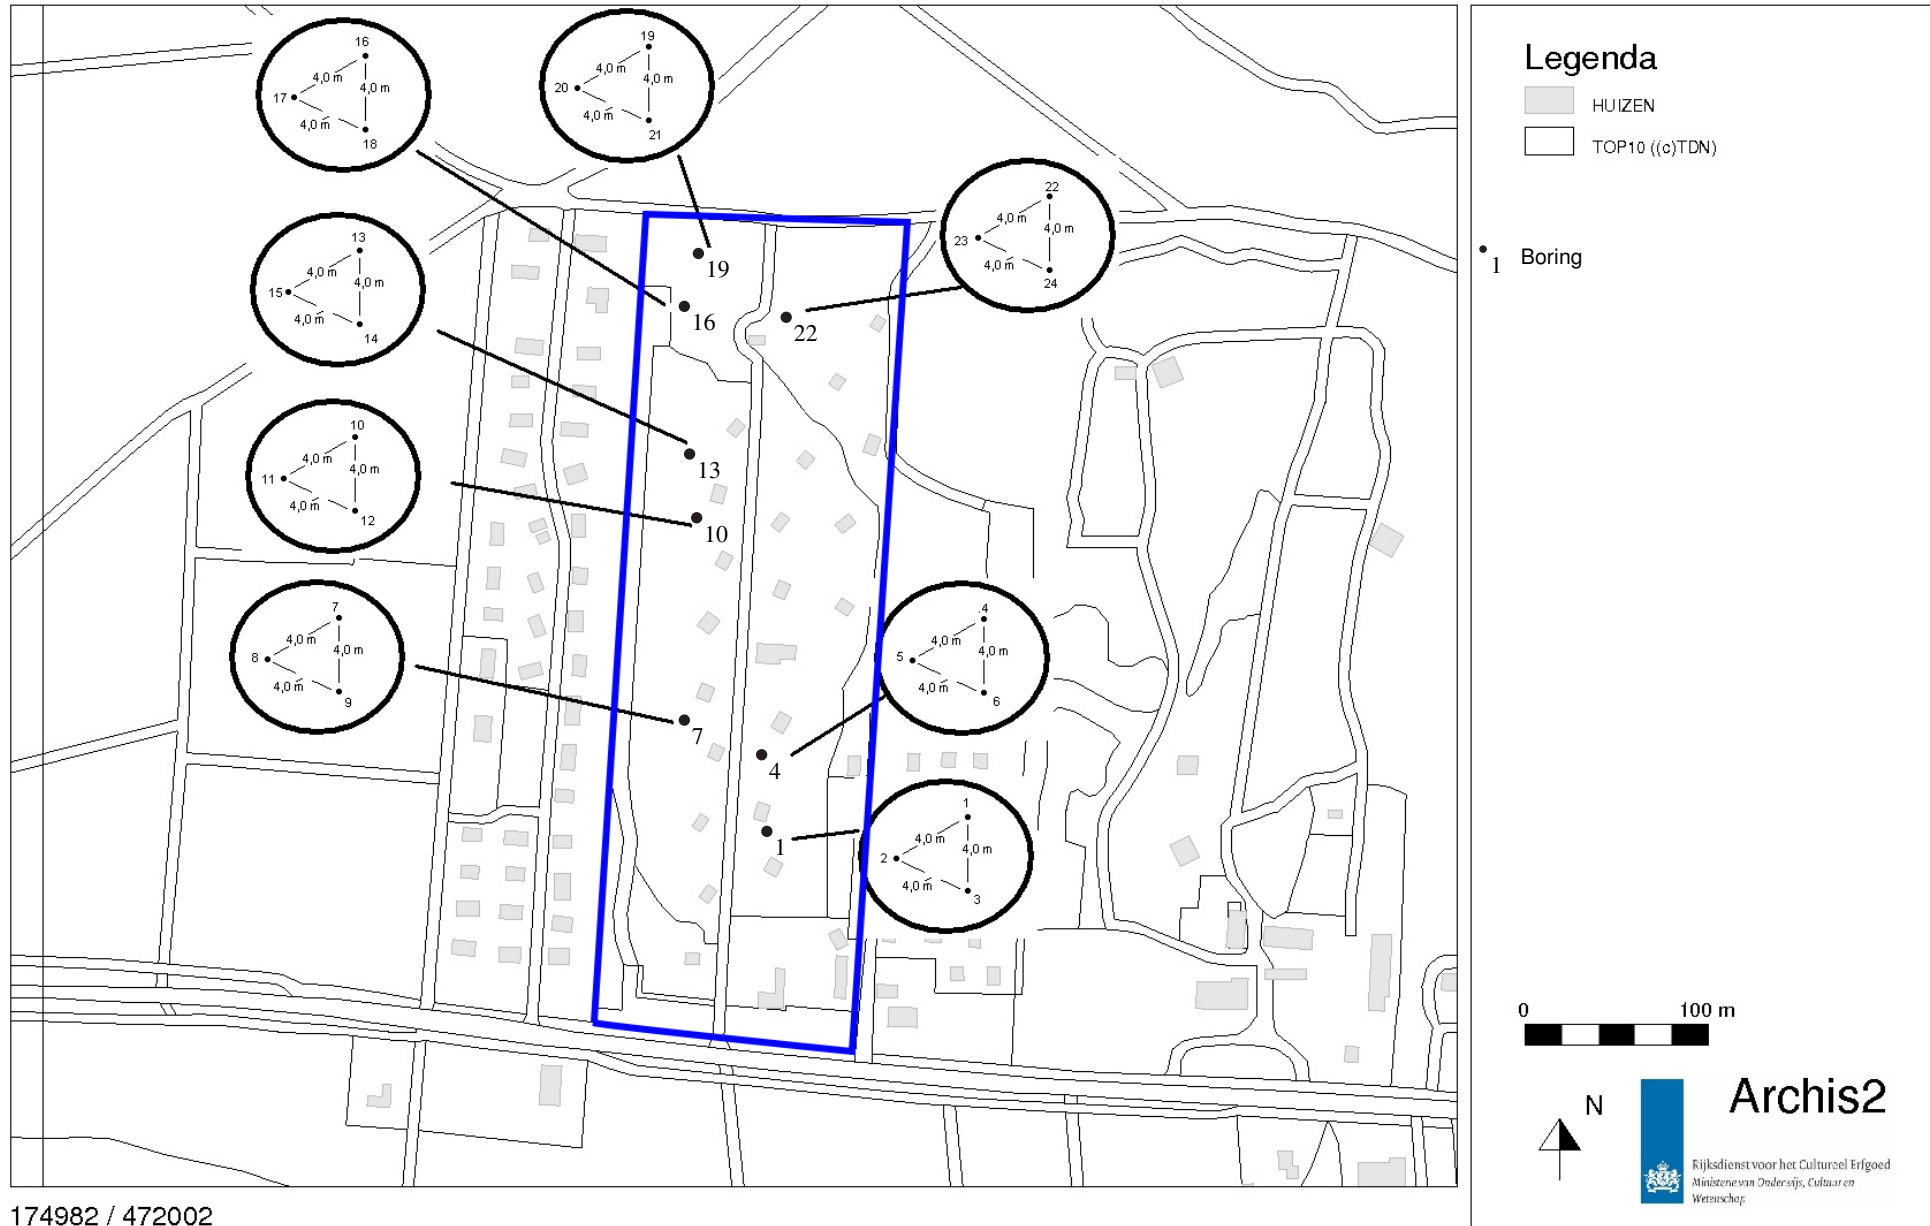 16
4,0 m
4,0 m
17
4,0 m
18
19
4,0 m
4,0 m
20
4,0 m
21
22
4,0 m
4,0 m
23
4,0 m
24
13
4,0 m
4,0 m
15
4,0 m
14
10
4,0 m
4,0 m
11
4,0 m
12
7
4,0 m
4,0 m
8
4,0 m
9
4
4,0 m
4,0 m
5
4,0 m
6
1
4,0 m
4,0 m
2
4,0 m
3
19
16
22
13
10
7
4
1
Legenda
HUIZEN
TOP10 ((c)TDN)
1 Boring
0 100 m
N
Archis2
Rijksdienst voor het Cultureel Erfgoed
Ministerie van Onderwijs, Cultuur en
Wetenschap
174982 / 472002